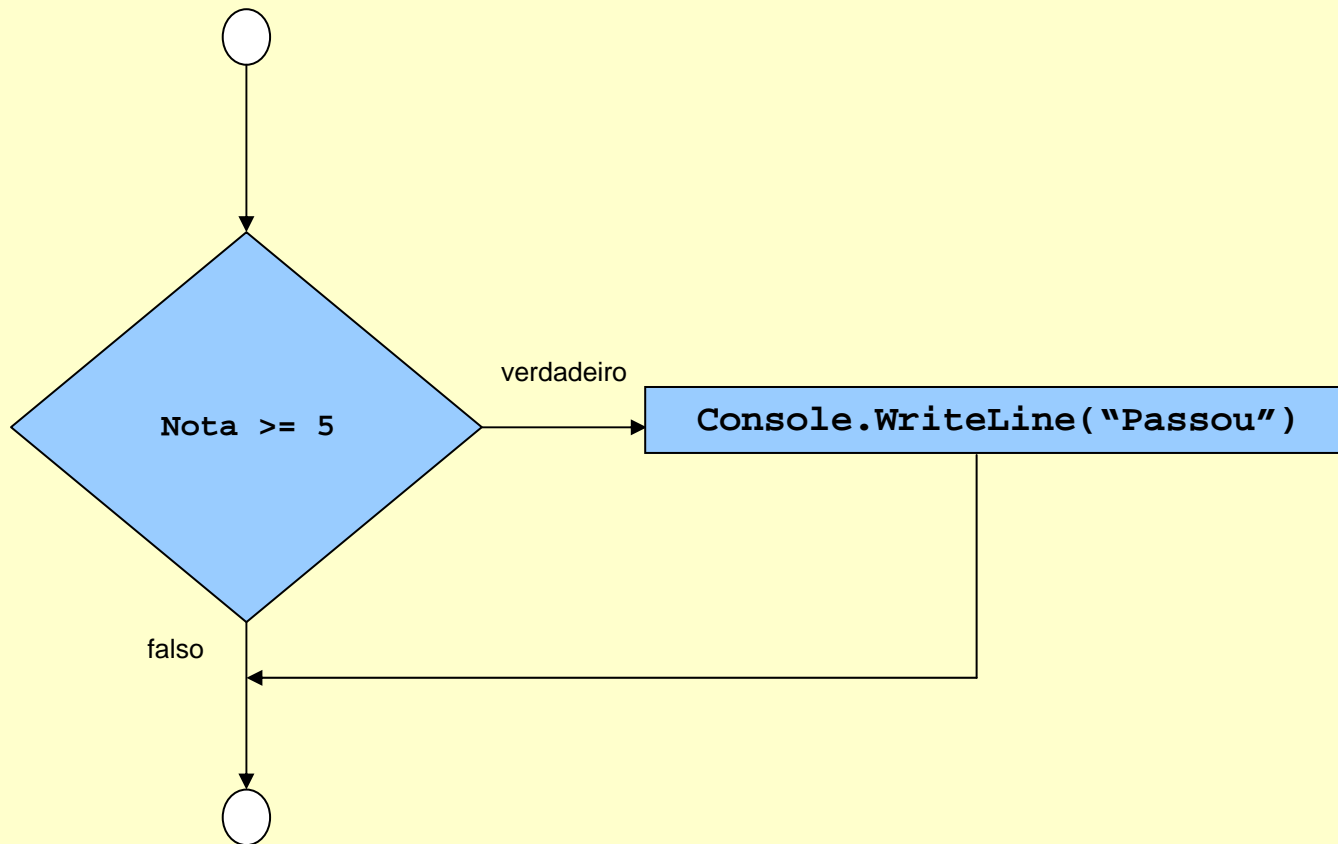 verdadeiro
Nota >= 5
Console.WriteLine(“Passou”)
falso